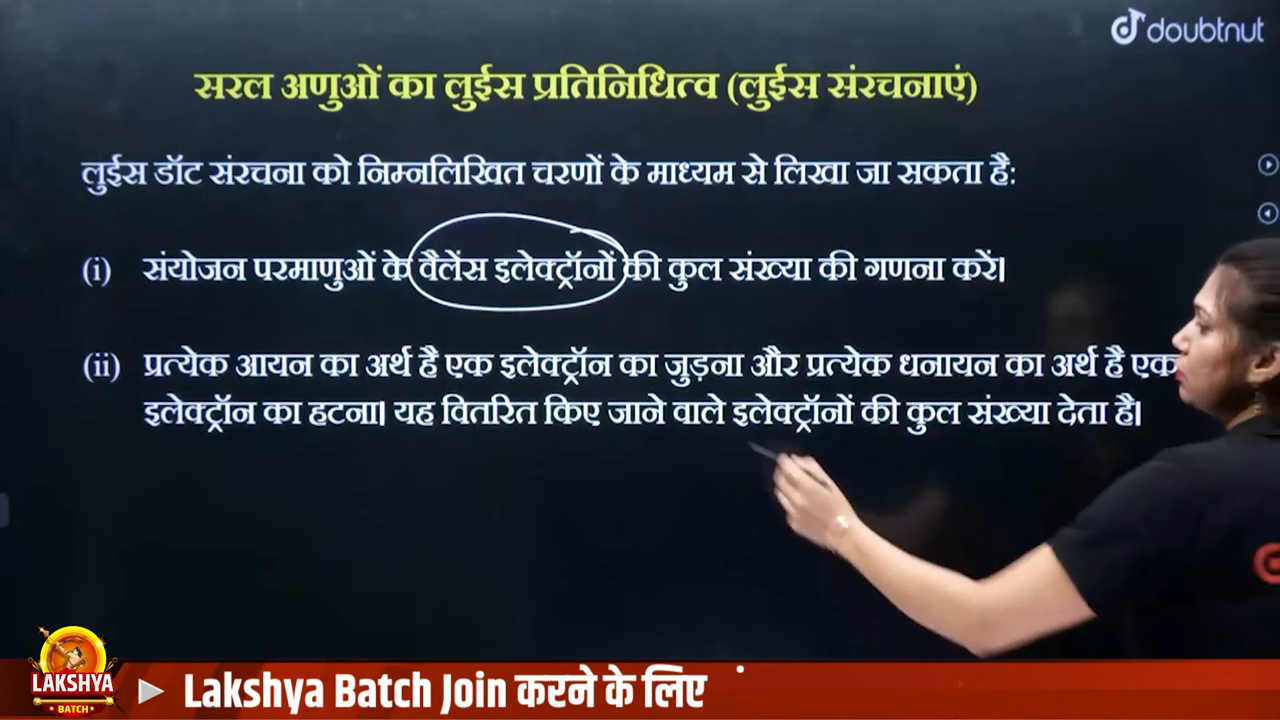 doubtnut
सरल अणुओं का लुईस प्रतिनिधित्व (लुईस संरचनाएं)
लुईस डॉट संरचना को निम्नलिखित चरणों के माध्यम से लिखा जा सकता है:
(i) संयोजन परमाणुओं के वैलेंस इलेक्ट्रॉनों की कुल संख्या की गणना करें।
(ii) प्रत्येक आयन का अर्थ है एक इलेक्ट्रॉन का जुड़ना और प्रत्येक धनायन का अर्थ है एक
इलेक्ट्रॉन का हटना। यह वितरित किए जाने वाले इलेक्ट्रॉनों की कुल संख्या देता है।
LAKSHYA
BATCH
Lakshya Batch Join करने के लिए